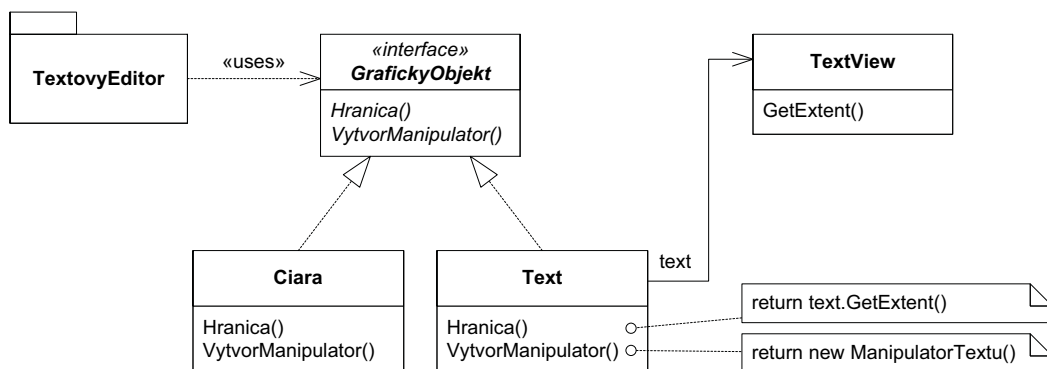 TextovyEditor
«uses»
«interface»
GrafickyObjekt
Hranica()
VytvorManipulator()
TextView
GetExtent()
Ciara
Hranica()
VytvorManipulator()
Text
Hranica()
VytvorManipulator()
text
return text.GetExtent()
return new ManipulatorTextu()